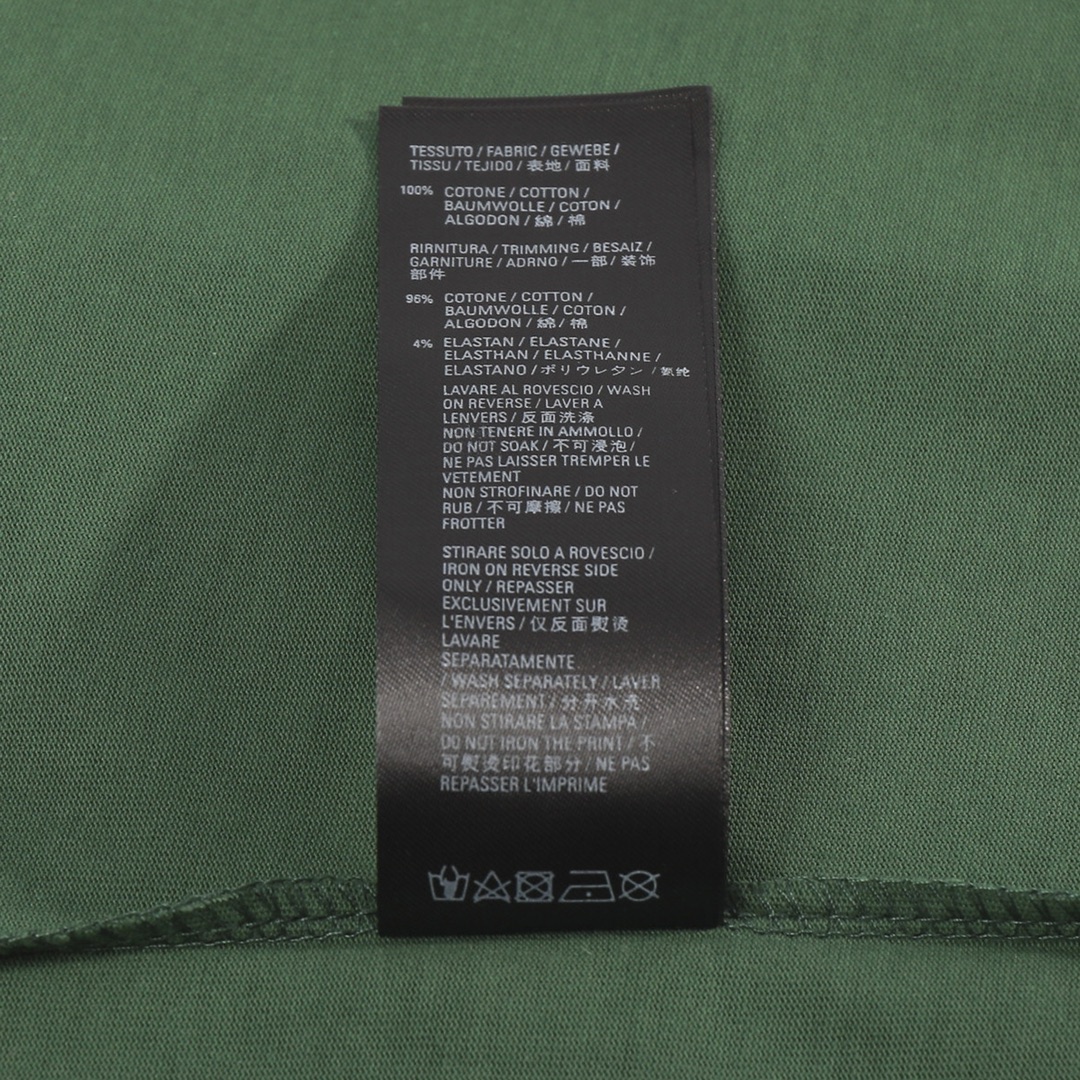 TESSUTO / FABRIC / GEWEBE /
TISSU / TEJIDO / 表地 / 面料
100% COTONE / COTTON /
BAUMWOLLE / COTON /
ALGODON / 綿 / 棉
RIRNITURA / TRIMMING / BESAIZ /
GARNITURE / ADRNO / 一部 / 装饰
部件
96% COTONE / COTTON /
BAUMWOLLE / COTON /
ALGODON / 綿 / 棉
4% ELASTAN / ELASTANE /
ELASTHAN / ELASTHANNE /
ELASTANO / ポリウレタン / 氨纶
LAVARE AL ROVESCIO / WASH
ON REVERSE / LAVER A
LENVERS / 反面洗涤
NON TENERE IN AMMOLLO /
DO NOT SOAK / 不可浸泡 /
NE PAS LAISSER TREMPER LE
VETEMENT
NON STROFINARE / DO NOT
RUB / 不可摩擦 / NE PAS
FROTTER
STIRARE SOLO A ROVESCIO /
IRON ON REVERSE SIDE
ONLY / REPASSER
EXCLUSIVEMENT SUR
L'ENVERS / 仅反面熨烫
LAVARE
SEPARATAMENTE
/ WASH SEPARATELY / LAVER
SEPAREMENT / 分开水洗
NON STIRARE LA STAMPA /
DO NOT IRON THE PRINT / 不
可熨烫印花部分 / NE PAS
REPASSER L'IMPRIME